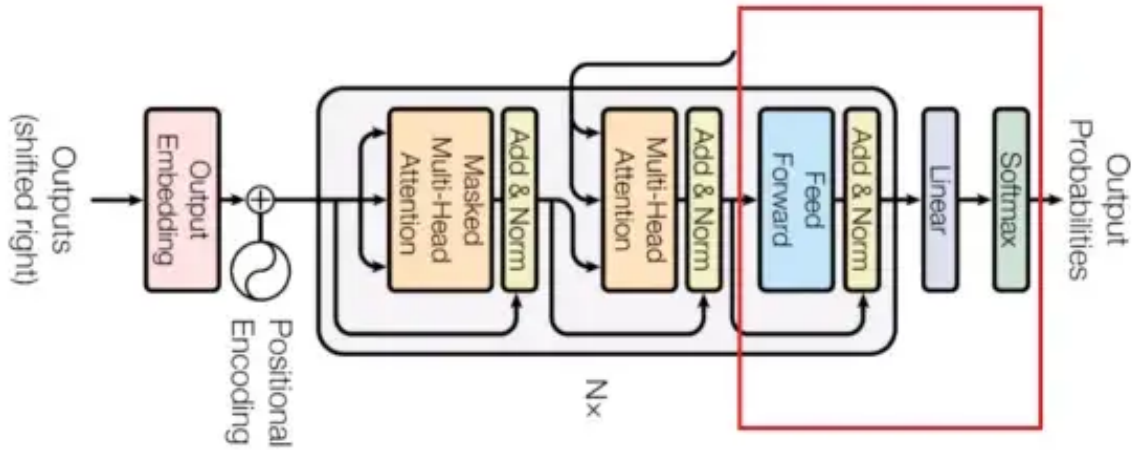 Outputs
(shifted right)
Output
Embedding
Positional
Encoding
Masked
Multi-Head
Attention
Add & Norm
Multi-Head
Attention
Add & Norm
Feed
Forward
Add & Norm
Nx
Linear
Softmax
Output
Probabilities